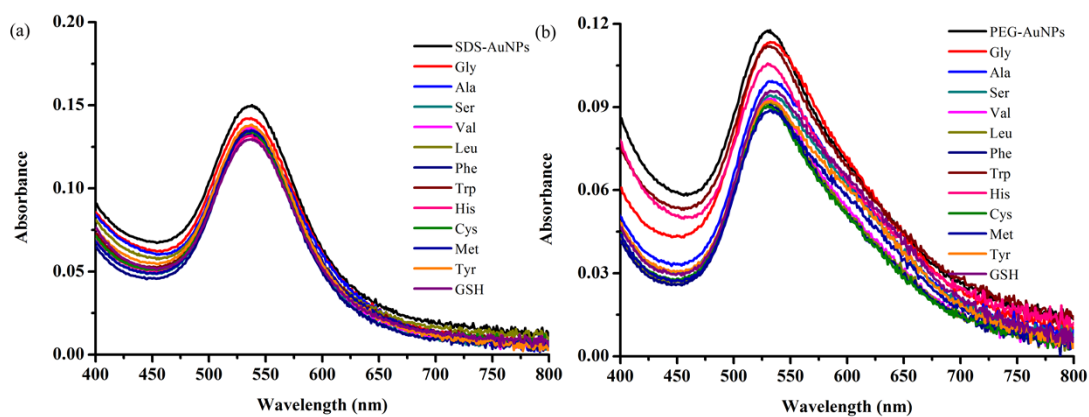 (a)
0.20
0.15
0.10
0.05
0.00
Absorbance
400 450 500 550 600 650 700 750 800
Wavelength (nm)
SDS-AuNPs
Gly
Ala
Ser
Val
Leu
Phe
Trp
His
Cys
Met
Tyr
GSH
(b)
0.12
0.09
0.06
0.03
0.00
Absorbance
400 450 500 550 600 650 700 750 800
Wavelength (nm)
PEG-AuNPs
Gly
Ala
Ser
Val
Leu
Phe
Trp
His
Cys
Met
Tyr
GSH